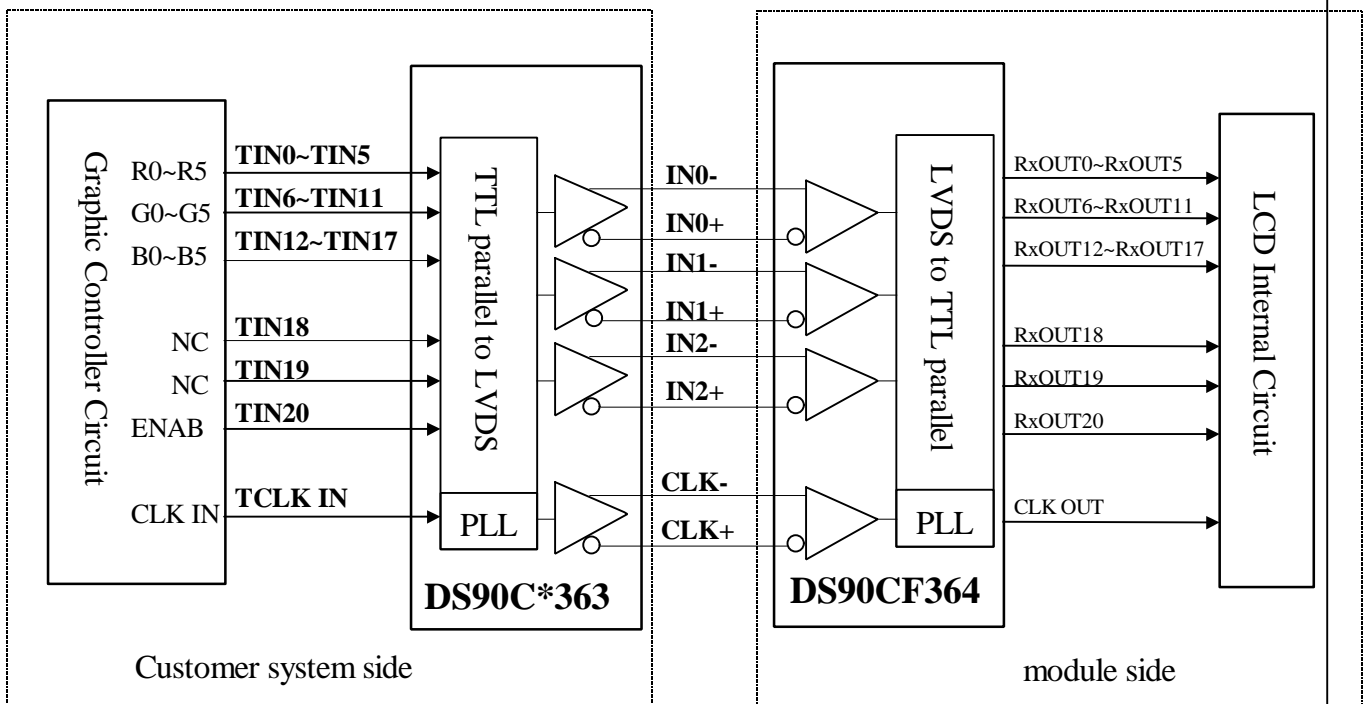 Graphic Controller Circuit
R0~R5
G0~G5
B0~B5
NC
NC
ENAB
CLK IN
TIN0~TIN5
TIN6~TIN11
TIN12~TIN17
TIN18
TIN19
TIN20
TCLK IN
TTL parallel to LVDS
PLL
DS90C*363
IN0-
IN0+
IN1-
IN1+
IN2-
IN2+
CLK-
CLK+
LVDS to TTL parallel
PLL
DS90CF364
RxOUT0~RxOUT5
RxOUT6~RxOUT11
RxOUT12~RxOUT17
RxOUT18
RxOUT19
RxOUT20
CLK OUT
LCD Internal Circuit
Customer system side
module side